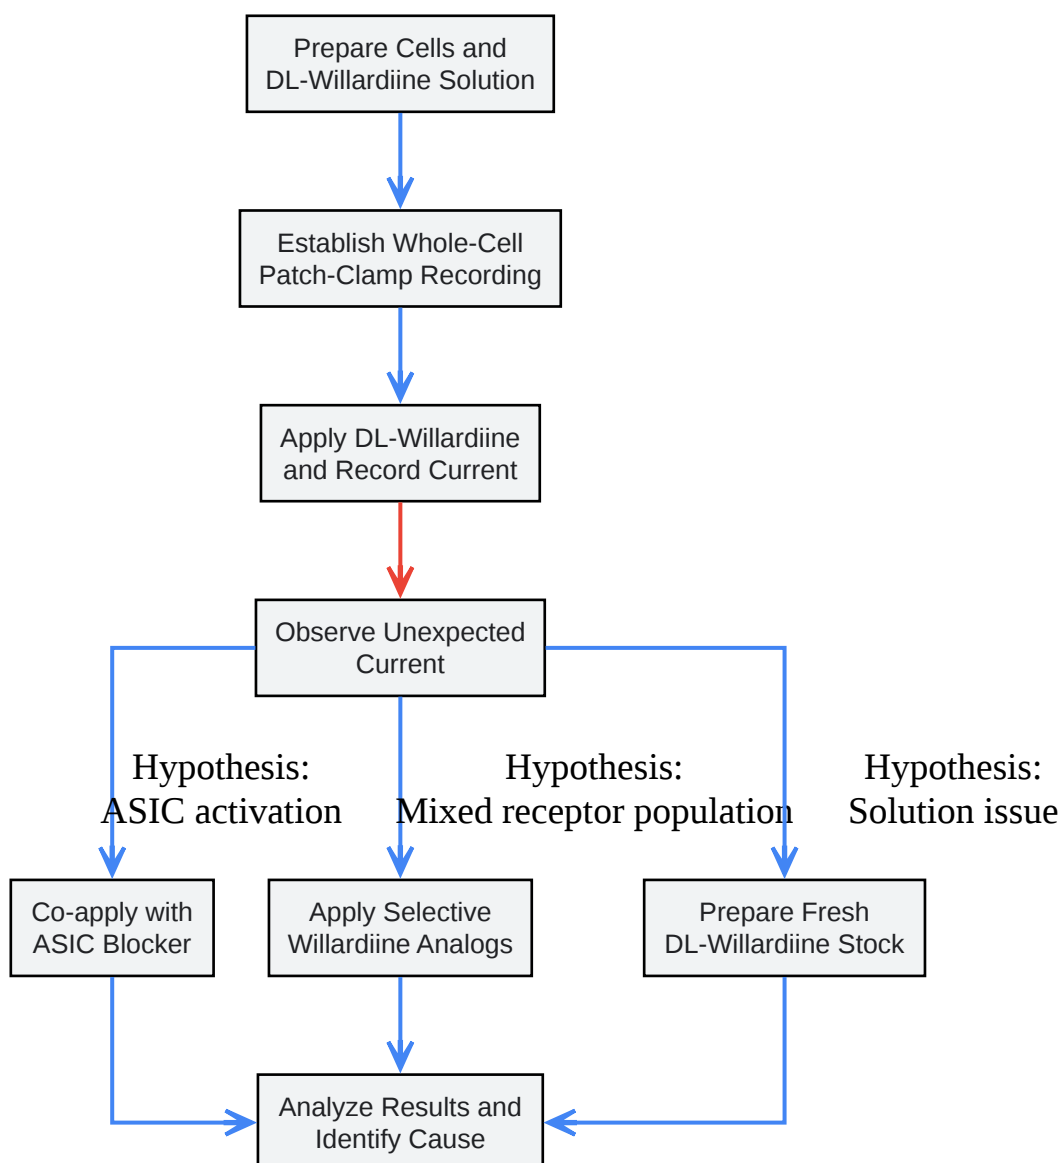 Prepare Cells and
DL-Willardiine Solution
Establish Whole-Cell
Patch-Clamp Recording
Apply DL-Willardiine
and Record Current
Observe Unexpected
Current
Hypothesis:
ASIC activation
Hypothesis:
Mixed receptor population
Hypothesis:
Solution issue
Co-apply with
ASIC Blocker
Apply Selective
Willardiine Analogs
Prepare Fresh
DL-Willardiine Stock
Analyze Results and
Identify Cause